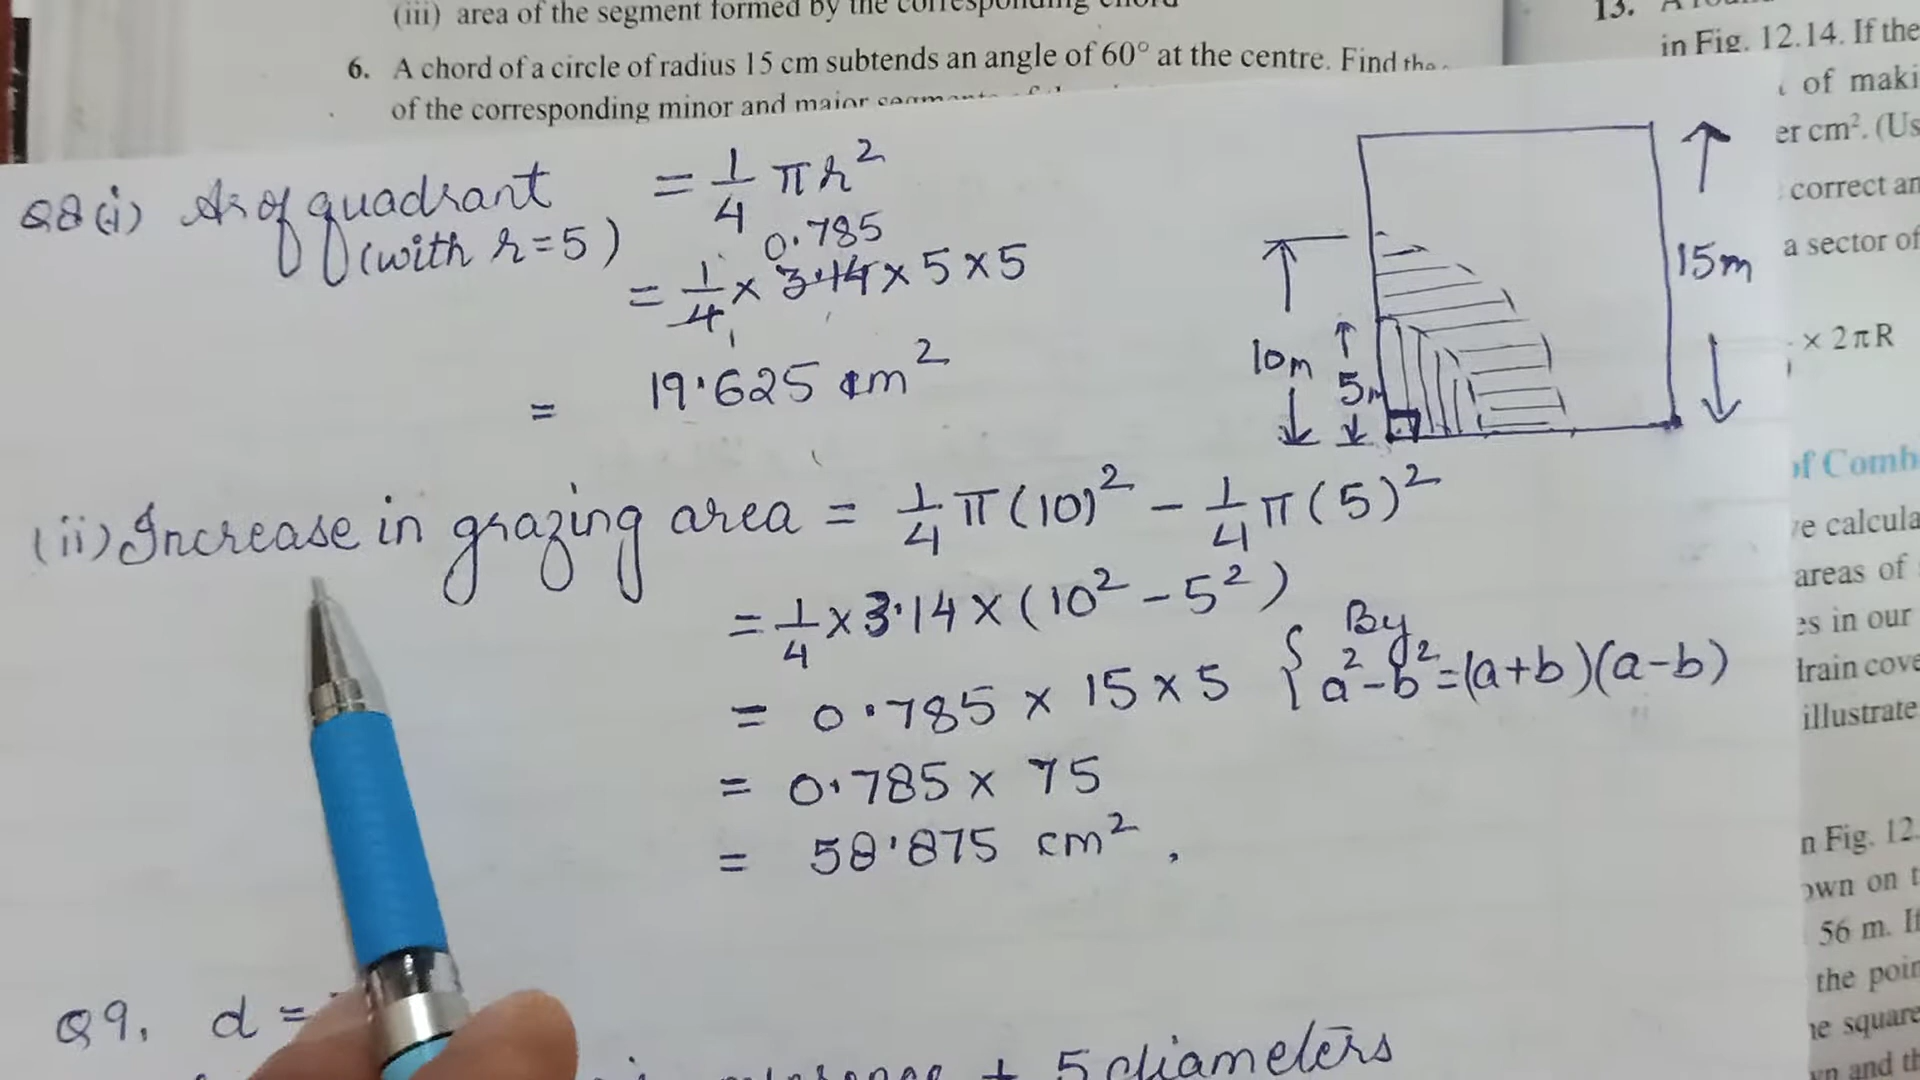 (iii) area of the segment formed by the corresponding chord
6. A chord of a circle of radius 15 cm subtends an angle of 60° at the centre. Find the
of the corresponding minor and major segments
Q8(i) Ar of quadrant = 1/4 πr²
(with r=5)
0.785
= 1/4 × 3.14 × 5 × 5
= 19.625 cm²
(ii) Increase in grazing area = 1/4 π(10)² - 1/4 π(5)²
= 1/4 × 3.14 × (10² - 5²)
= 0.785 × 15 × 5 { By a² - b² = (a+b)(a-b)
= 0.785 × 75
= 58.875 cm².
Q9. d =
+ 5 diameters
10m
5m
15m
13.
in Fig. 12.14. If the
of maki
er cm². (Us
correct an
a sector of
× 2πR
of Comb
calcula
areas of
es in our
drain cove
illustrate
n Fig. 12.
own on t
56 m. If
the poin
square
and th